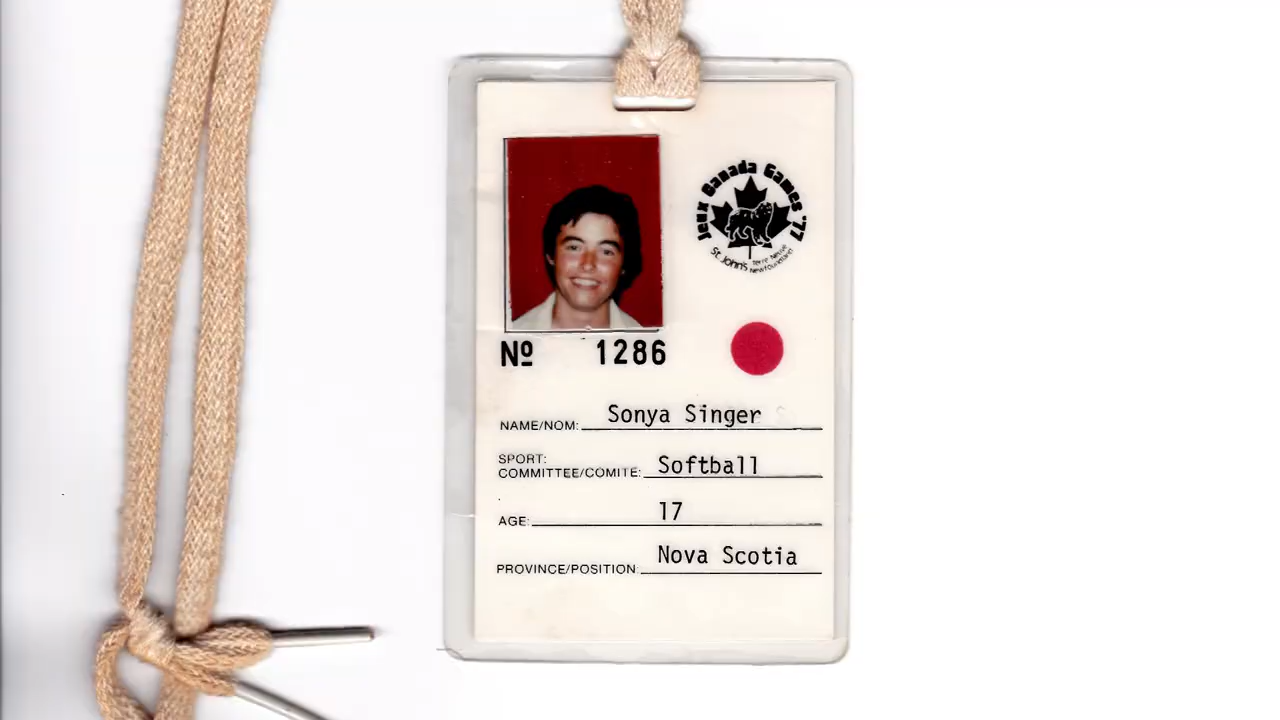 Jeux Canada Games '77
St. John's Terre Neuve
Newfoundland
Nº 1286
NAME/NOM: Sonya Singer
SPORT:
COMMITTEE/COMITE: Softball
AGE: 17
PROVINCE/POSITION: Nova Scotia